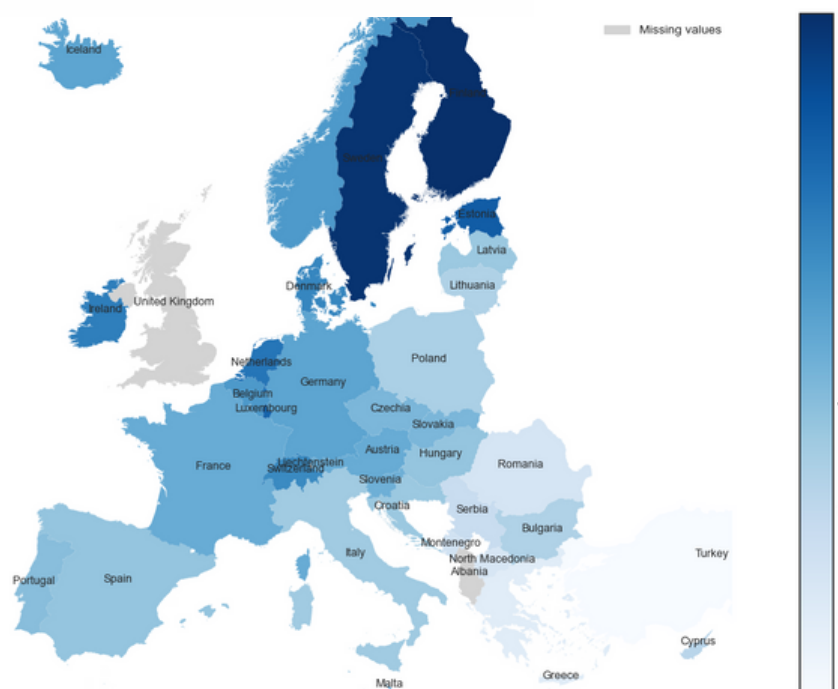 Missing values
Iceland
Finland
Sweden
Estonia
Latvia
Denmark
Lithuania
United Kingdom
Ireland
Poland
Netherlands
Germany
Belgium
Luxembourg
Czechia
Slovakia
Austria
Hungary
France
Liechtenstein
Switzerland
Romania
Slovenia
Croatia
Serbia
Bulgaria
Montenegro
Italy
North Macedonia
Turkey
Albania
Portugal
Spain
Cyprus
Greece
Malta